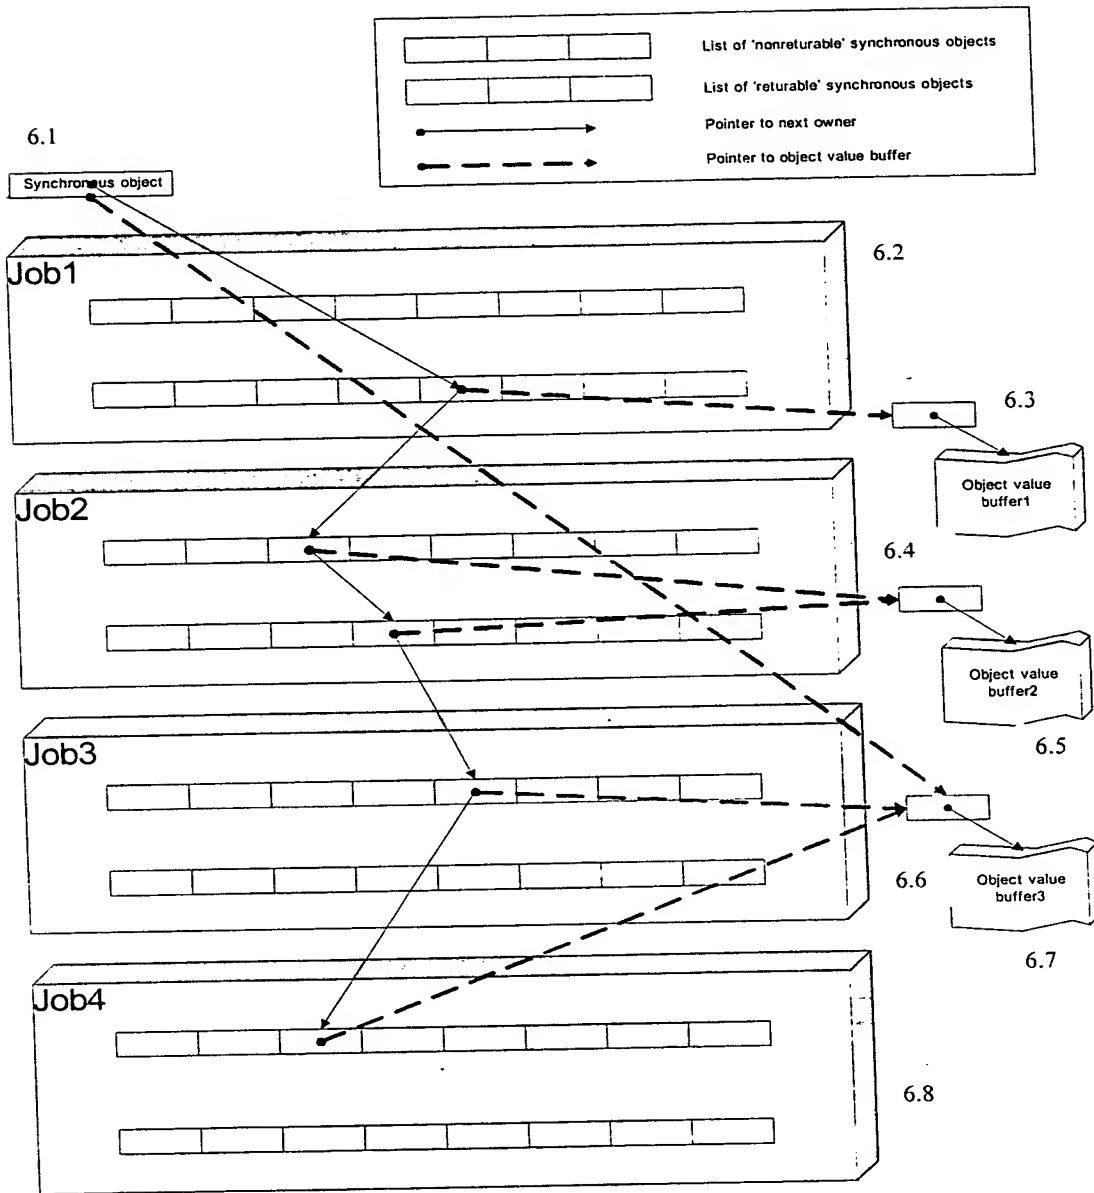 List of 'nonreturable' synchronous objects
List of 'returable' synchronous objects
Pointer to next owner
Pointer to object value buffer
6.1
Synchronous object
Job1
6.2
6.3
Object value
buffer1
Job2
6.4
Object value
buffer2
6.5
Job3
6.6
Object value
buffer3
6.7
Job4
6.8